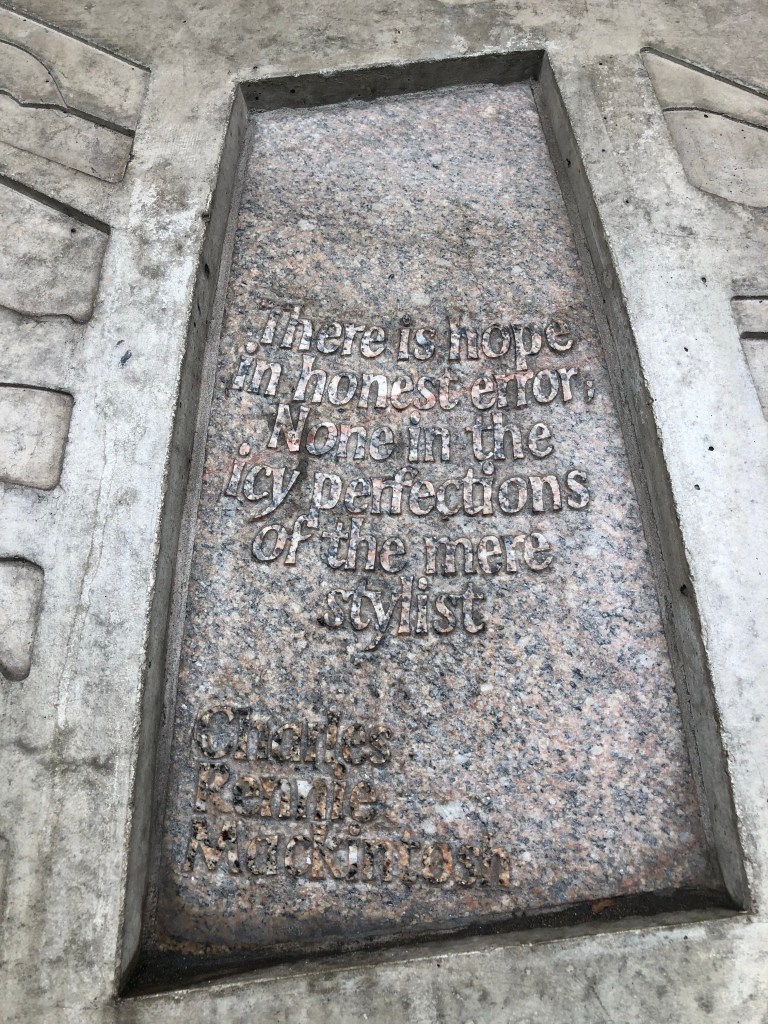 There is hope
in honest error;
None in the
icy perfections
of the mere
stylist
Charles
Rennie
Mackintosh